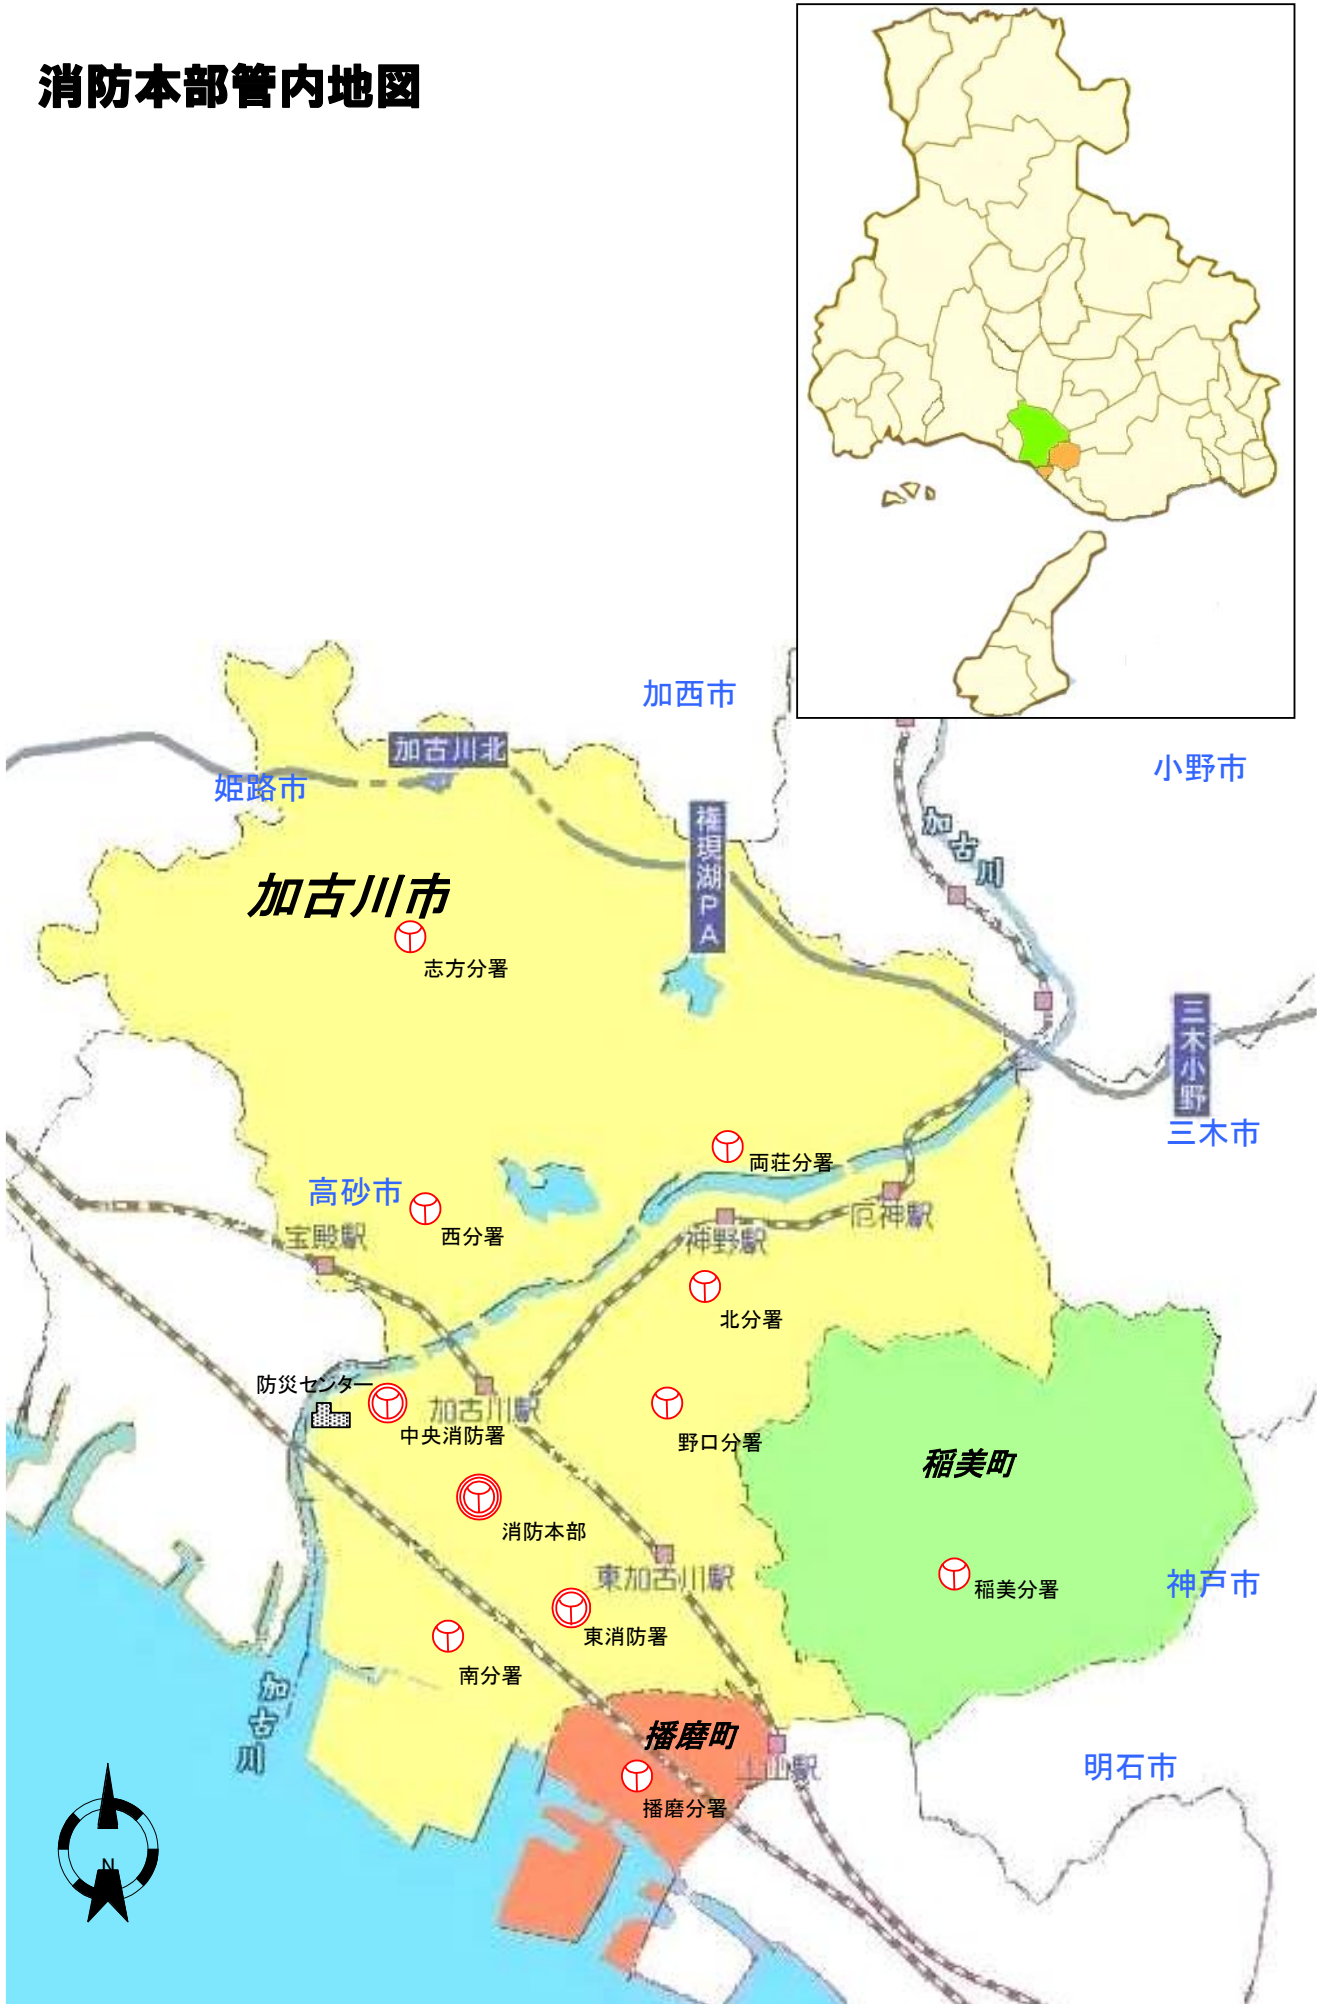 消防本部管内地図
加西市
小野市
加古川北
姫路市
権現湖PA
加古川
加古川市
志方分署
三木小野
三木市
両荘分署
高砂市
西分署
宝殿駅
厄神駅
神野駅
北分署
防災センター
加古川駅
中央消防署
野口分署
稲美町
消防本部
東加古川駅
稲美分署
神戸市
東消防署
南分署
加古川
播磨町
土山駅
明石市
播磨分署
N